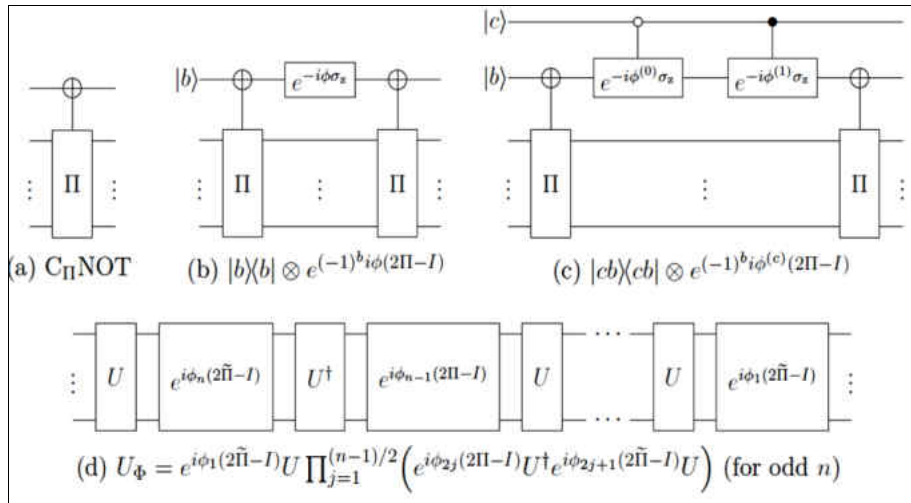 |c⟩
|b⟩ e^{-iϕσ_z} |b⟩ e^{-iϕ^{(0)}σ_z} e^{-iϕ^{(1)}σ_z}
Π Π Π Π Π
(a) C_ΠNOT (b) |b⟩⟨b| ⊗ e^{(-1)^b iϕ(2Π−I)} (c) |cb⟩⟨cb| ⊗ e^{(-1)^b iϕ^{(c)}(2Π−I)}
U e^{iϕ_n(2Π̃−I)} U† e^{iϕ_{n−1}(2Π−I)} U ⋯ U e^{iϕ_1(2Π̃−I)}
(d) U_Φ = e^{iϕ_1(2Π̃−I)}U ∏_{j=1}^{(n−1)/2}(e^{iϕ_{2j}(2Π−I)}U†e^{iϕ_{2j+1}(2Π̃−I)}U) (for odd n)